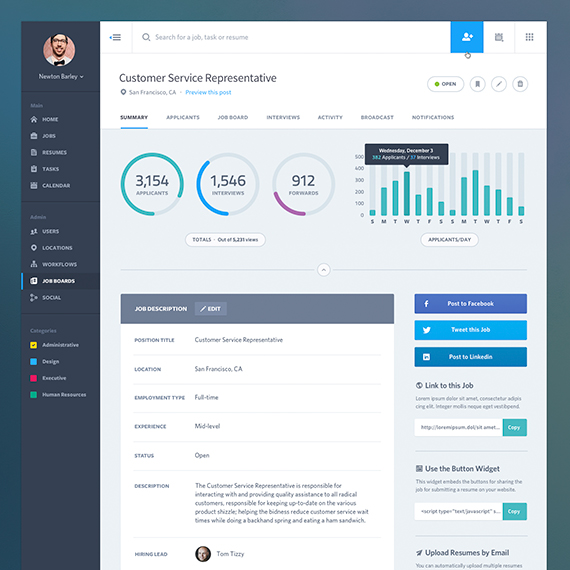 Search for a job, task or resume
Newton Barley
Main
HOME
JOBS
RESUMES
TASKS
CALENDAR
Admin
USERS
LOCATIONS
WORKFLOWS
JOB BOARDS
SOCIAL
Categories
Administrative
Design
Executive
Human Resources
Customer Service Representative
San Francisco, CA · Preview this post
OPEN
SUMMARY APPLICANTS JOB BOARD INTERVIEWS ACTIVITY BROADCAST NOTIFICATIONS
3,154
APPLICANTS
1,546
INTERVIEWS
912
FORWARDS
TOTALS · Out of 5,231 views
Wednesday, December 3
382 Applicants / 37 Interviews
500
400
300
200
100
0
S M T W T F S S M T W T F S
APPLICANTS/DAY
JOB DESCRIPTION EDIT
POSITION TITLE Customer Service Representative
LOCATION San Francisco, CA
EMPLOYMENT TYPE Full-time
EXPERIENCE Mid-level
STATUS Open
DESCRIPTION The Customer Service Representative is responsible for
interacting with and providing quality assistance to all radical
customers, responsible for keeping up-to-date on the various
product shizzle; helping the bidness reduce customer service wait
times while doing a backhand spring and eating a ham sandwich.
HIRING LEAD Tom Tizzy
Post to Facebook
Tweet this Job
Post to Linkedin
Link to this Job
Lorem ipsum dolor sit amet, consectetur adipis
cing elit. Integer mollis neque eget vestibpend.
http://loremipsum.dol/sit amet... Copy
Use the Button Widget
This widget embeds the buttons for sharing the
job for submitting a resume on your website.
<script type="text/javascript" s... Copy
Upload Resumes by Email
You can automatically upload multiple resumes